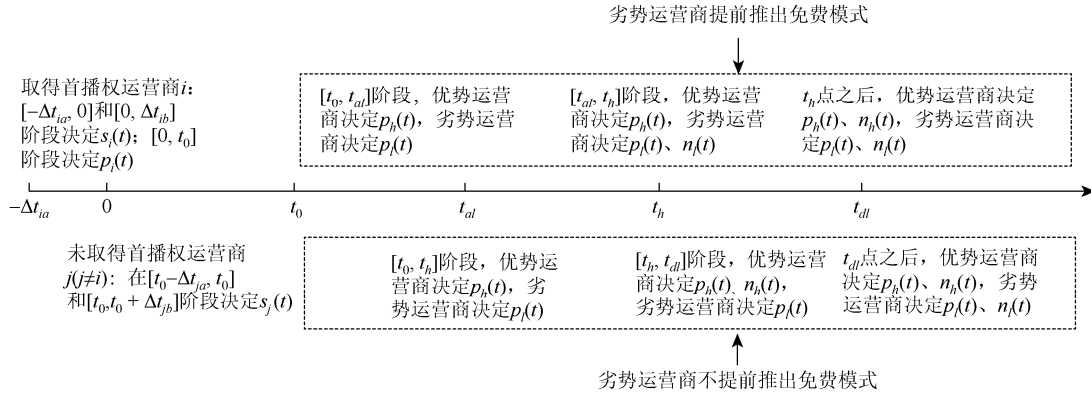 劣势运营商提前推出免费模式
取得首播权运营商i：
[−Δt_ia, 0]和[0, Δt_ib]
阶段决定s_i(t)；[0, t_0]
阶段决定p_i(t)
[t_0, t_al]阶段，优势运营
商决定p_h(t)，劣势运营
商决定p_l(t)
[t_al, t_h]阶段，优势运营
商决定p_h(t)，劣势运营
商决定p_l(t)、n_l(t)
t_h点之后，优势运营商决定
p_h(t)、n_h(t)，劣势运营商决
定p_l(t)、n_l(t)
−Δt_ia 0 t_0 t_al t_h t_dl
未取得首播权运营商
j(j≠i)：在[t_0−Δt_ja, t_0]
和[t_0,t_0 + Δt_jb]阶段决定s_j(t)
[t_0, t_h]阶段，优势运
营商决定p_h(t)，劣
势运营商决定p_l(t)
[t_h, t_dl]阶段，优势运营
商决定p_h(t)、n_h(t)，
劣势运营商决定p_l(t)
t_dl点之后，优势运营商
决定p_h(t)、n_h(t)，劣势
运营商决定p_l(t)、n_l(t)
劣势运营商不提前推出免费模式